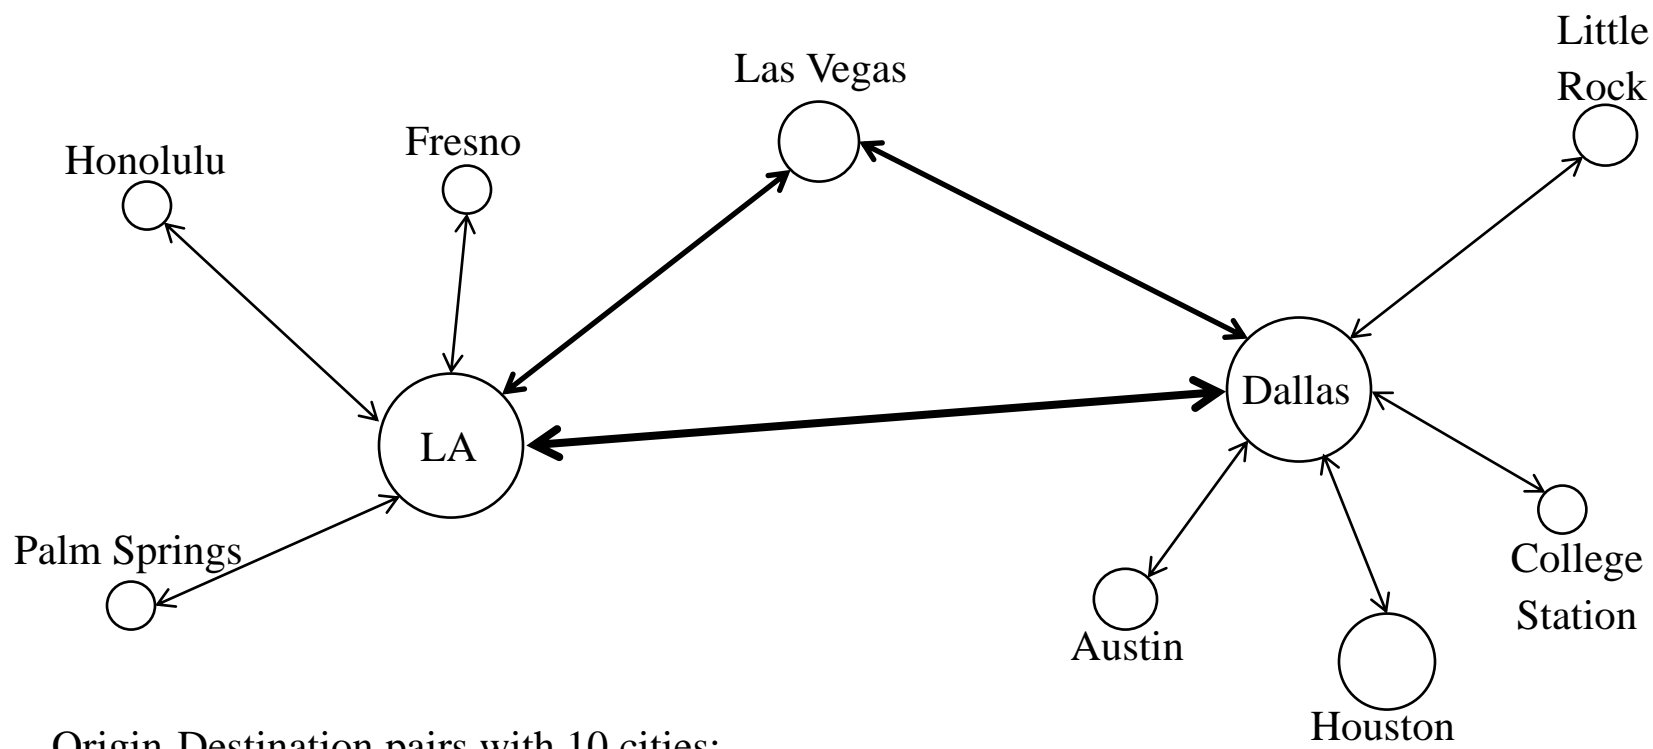 Little
Rock
Las Vegas
Fresno
Honolulu
Dallas
LA
Palm Springs
College
Station
Austin
Houston
Origin-Destination pairs with 10 cities: